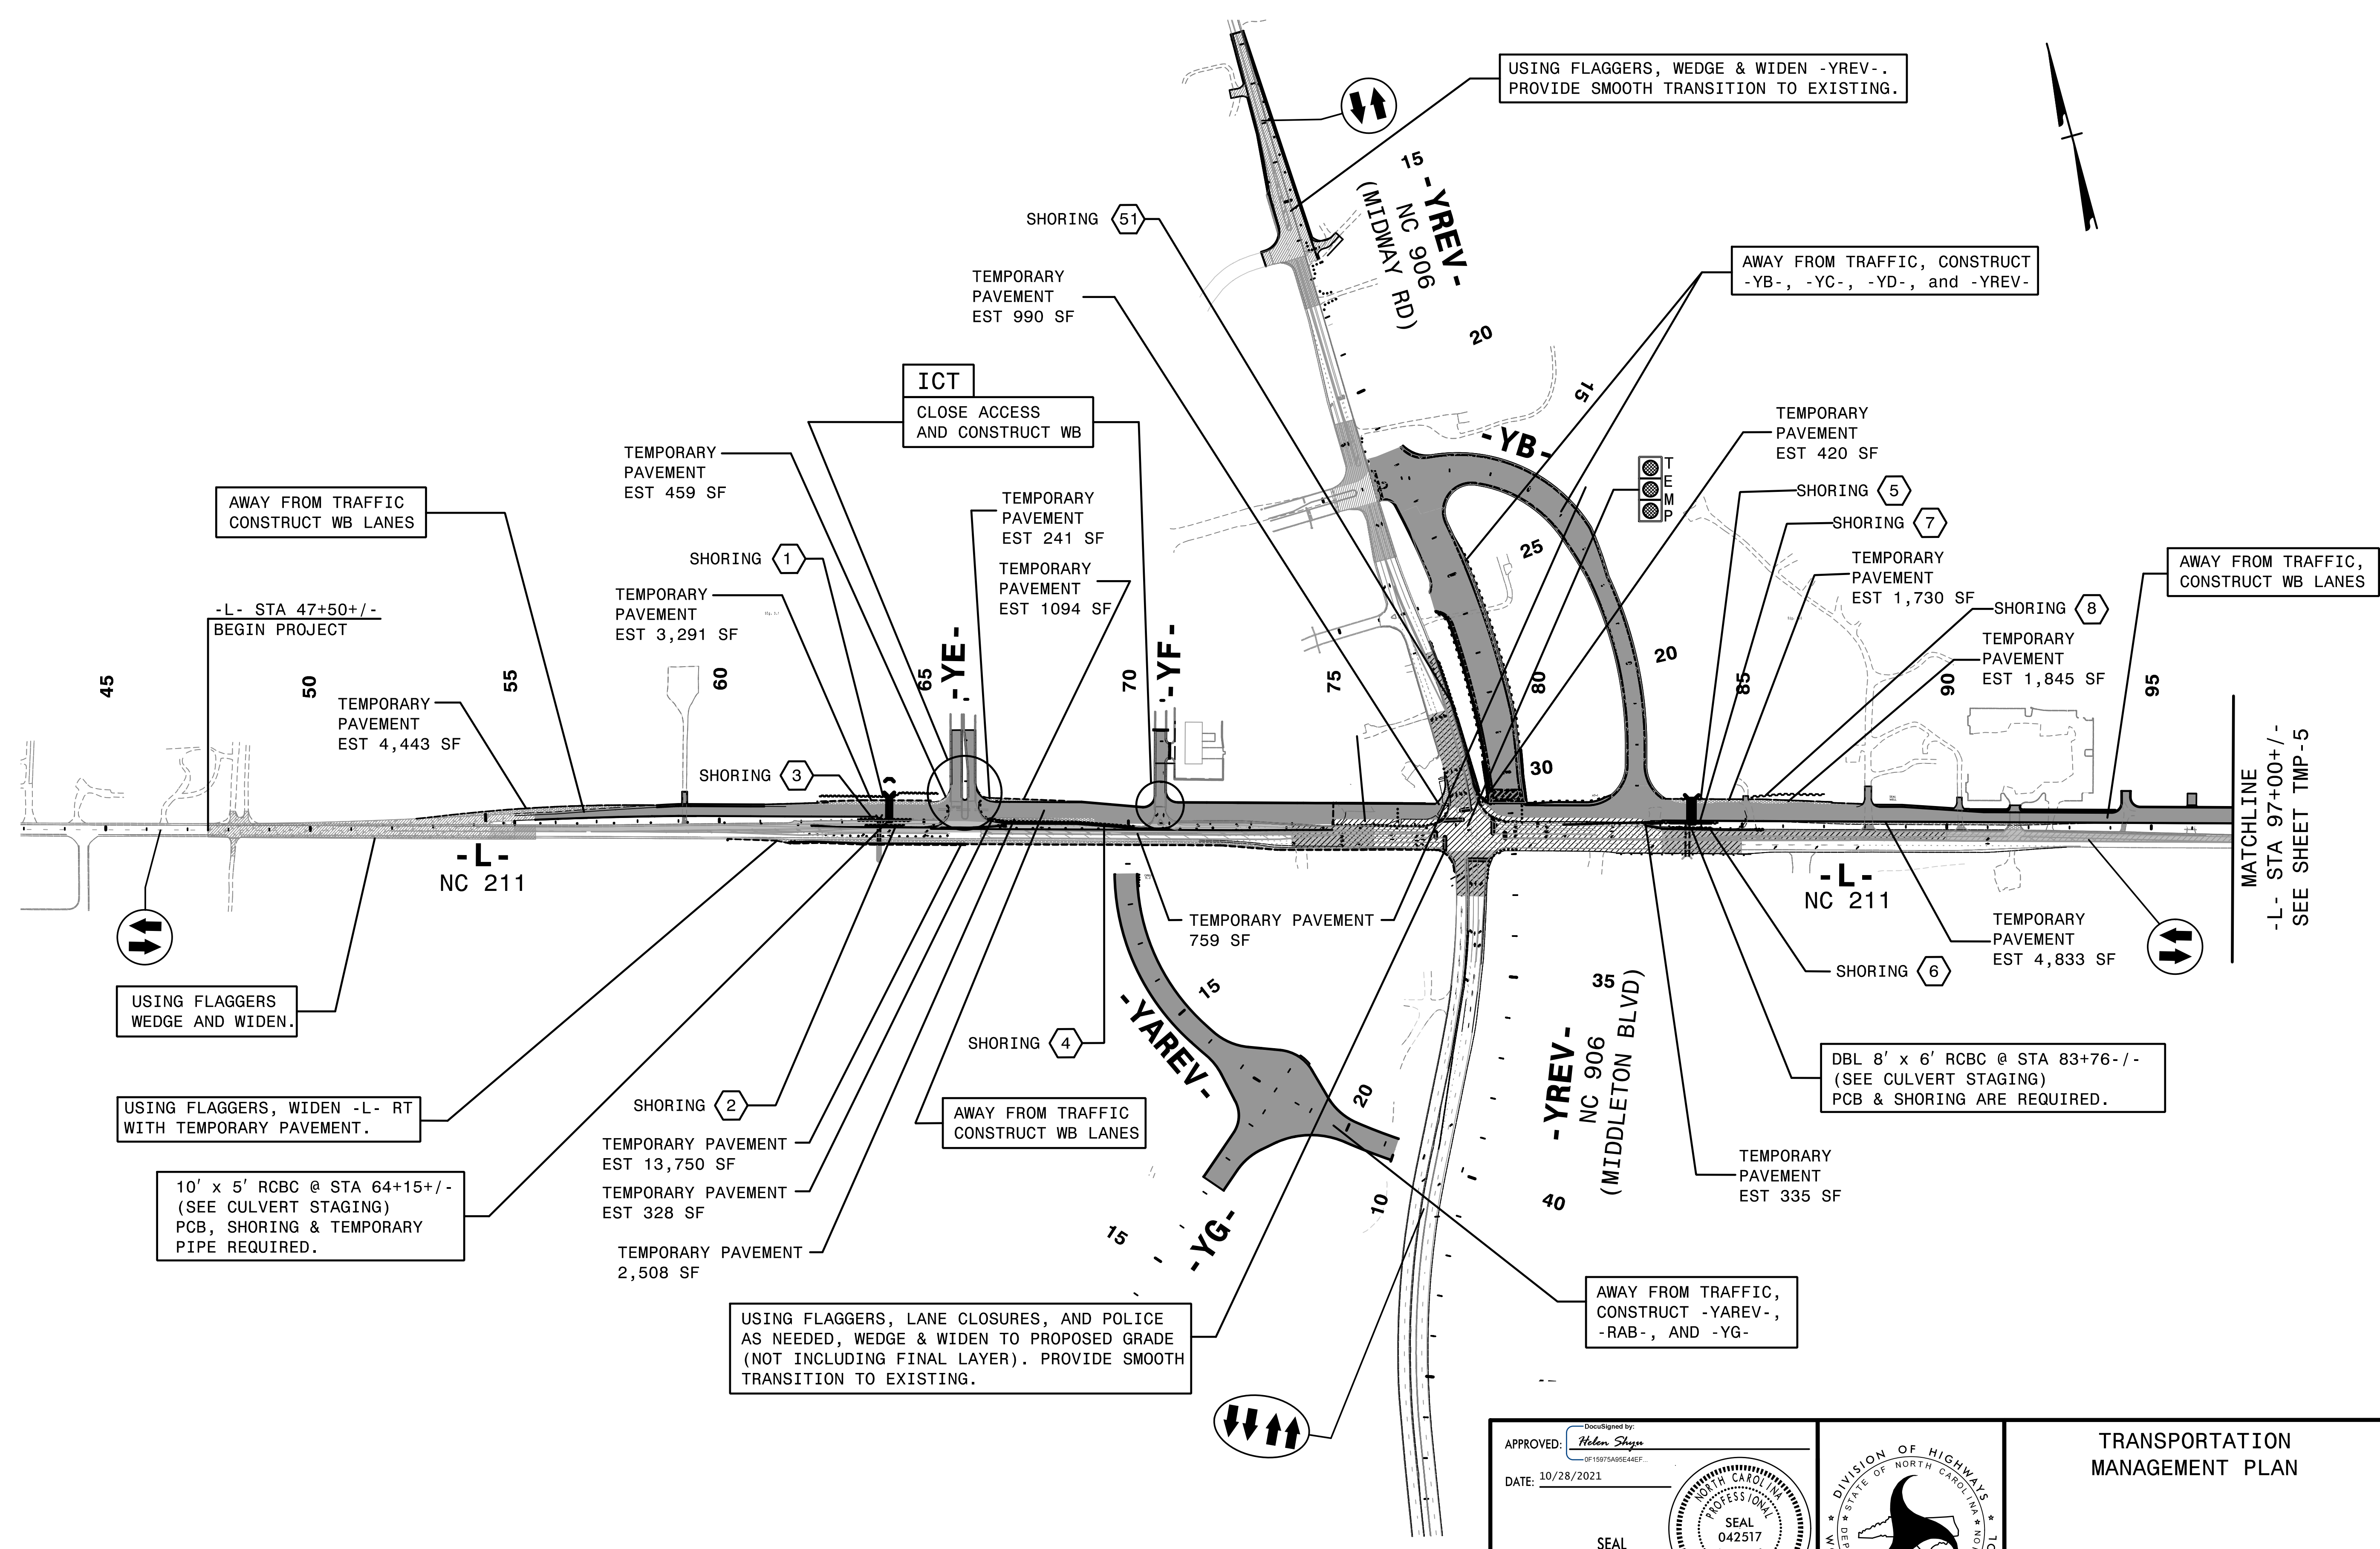 USING FLAGGERS, WEDGE & WIDEN -YREV-.
PROVIDE SMOOTH TRANSITION TO EXISTING.
15
-YREV-
NC 906
(MIDWAY RD)
20
SHORING 51
TEMPORARY
PAVEMENT
EST 990 SF
AWAY FROM TRAFFIC, CONSTRUCT
-YB-, -YC-, -YD-, and -YREV-
ICT
CLOSE ACCESS
AND CONSTRUCT WB
15
-YB-
TEMPORARY
PAVEMENT
EST 420 SF
TEMP
TEMPORARY
PAVEMENT
EST 459 SF
AWAY FROM TRAFFIC
CONSTRUCT WB LANES
TEMPORARY
PAVEMENT
EST 241 SF
SHORING 5
SHORING 7
25
SHORING 1
TEMPORARY
PAVEMENT
EST 1094 SF
TEMPORARY
PAVEMENT
EST 1,730 SF
AWAY FROM TRAFFIC,
CONSTRUCT WB LANES
TEMPORARY
PAVEMENT
EST 3,291 SF
-L- STA 47+50+/-
BEGIN PROJECT
SHORING 8
TEMPORARY
PAVEMENT
EST 1,845 SF
20
-YE-
-YF-
45
50
55
60
65
70
75
80
85
90
95
TEMPORARY
PAVEMENT
EST 4,443 SF
SHORING 3
30
MATCHLINE
-L- STA 97+00+/-
SEE SHEET TMP-5
-L-
NC 211
-L-
NC 211
TEMPORARY PAVEMENT
759 SF
TEMPORARY
PAVEMENT
EST 4,833 SF
SHORING 6
35
-YREV-
NC 906
(MIDDLETON BLVD)
40
USING FLAGGERS
WEDGE AND WIDEN.
15
-YAREV-
20
SHORING 4
DBL 8' x 6' RCBC @ STA 83+76-/-
(SEE CULVERT STAGING)
PCB & SHORING ARE REQUIRED.
USING FLAGGERS, WIDEN -L- RT
WITH TEMPORARY PAVEMENT.
SHORING 2
AWAY FROM TRAFFIC
CONSTRUCT WB LANES
TEMPORARY PAVEMENT
EST 13,750 SF
TEMPORARY
PAVEMENT
EST 335 SF
10' x 5' RCBC @ STA 64+15+/-
(SEE CULVERT STAGING)
PCB, SHORING & TEMPORARY
PIPE REQUIRED.
TEMPORARY PAVEMENT
EST 328 SF
10
15
-YG-
TEMPORARY PAVEMENT
2,508 SF
AWAY FROM TRAFFIC,
CONSTRUCT -YAREV-,
-RAB-, AND -YG-
USING FLAGGERS, LANE CLOSURES, AND POLICE
AS NEEDED, WEDGE & WIDEN TO PROPOSED GRADE
(NOT INCLUDING FINAL LAYER). PROVIDE SMOOTH
TRANSITION TO EXISTING.
DocuSigned by:
APPROVED: Helen Shyu
0F15975A95E44EF...
DATE: 10/28/2021
SEAL
NORTH CAROLINA
PROFESSIONAL
SEAL
042517
DIVISION OF HIGHWAYS
STATE OF NORTH CAROLINA
TRANSPORTATION
MANAGEMENT PLAN